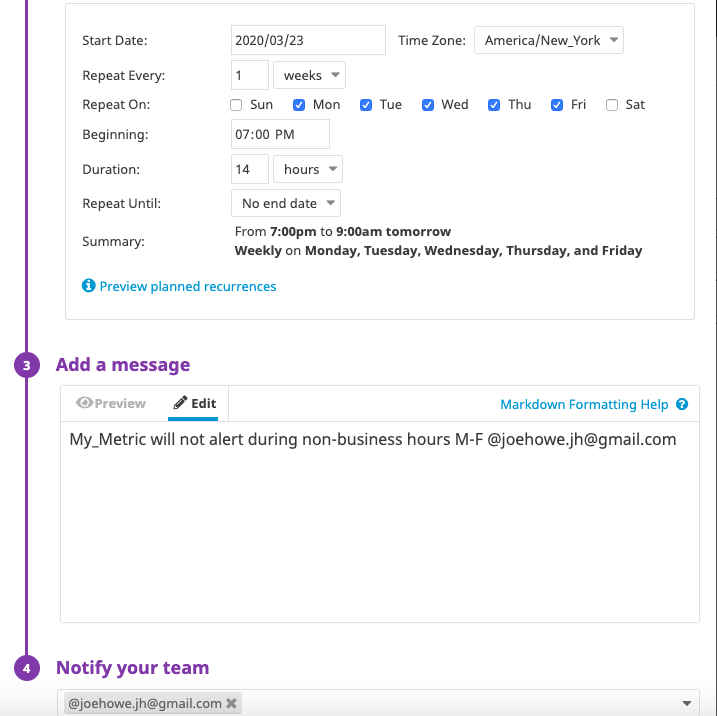 Start Date: 2020/03/23 Time Zone: America/New_York
Repeat Every: 1 weeks
Repeat On: Sun Mon Tue Wed Thu Fri Sat
Beginning: 07:00 PM
Duration: 14 hours
Repeat Until: No end date
Summary: From 7:00pm to 9:00am tomorrow
Weekly on Monday, Tuesday, Wednesday, Thursday, and Friday
Preview planned recurrences
3 Add a message
Preview Edit Markdown Formatting Help ?
My_Metric will not alert during non-business hours M-F @joehowe.jh@gmail.com
4 Notify your team
@joehowe.jh@gmail.com